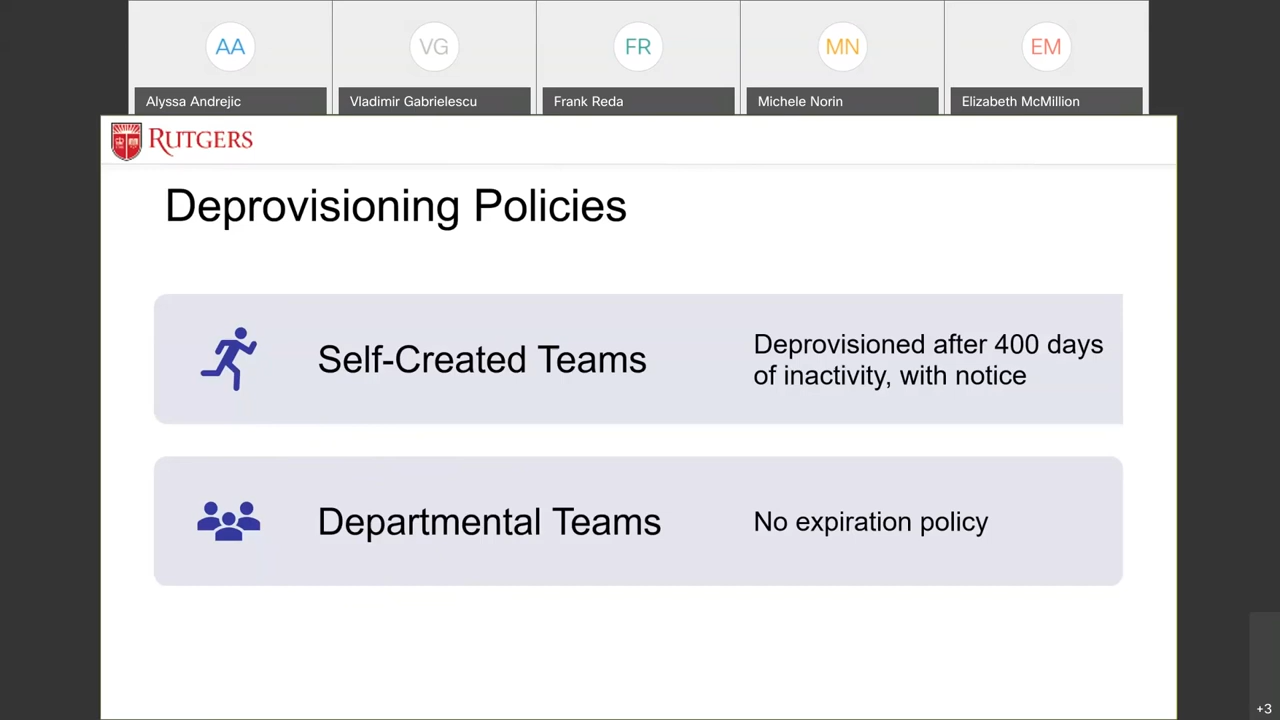 AA
VG
FR
MN
EM
Alyssa Andrejic
Vladimir Gabrielescu
Frank Reda
Michele Norin
Elizabeth McMillion
RUTGERS
Deprovisioning Policies
Self-Created Teams
Deprovisioned after 400 days
of inactivity, with notice
Departmental Teams
No expiration policy
+3